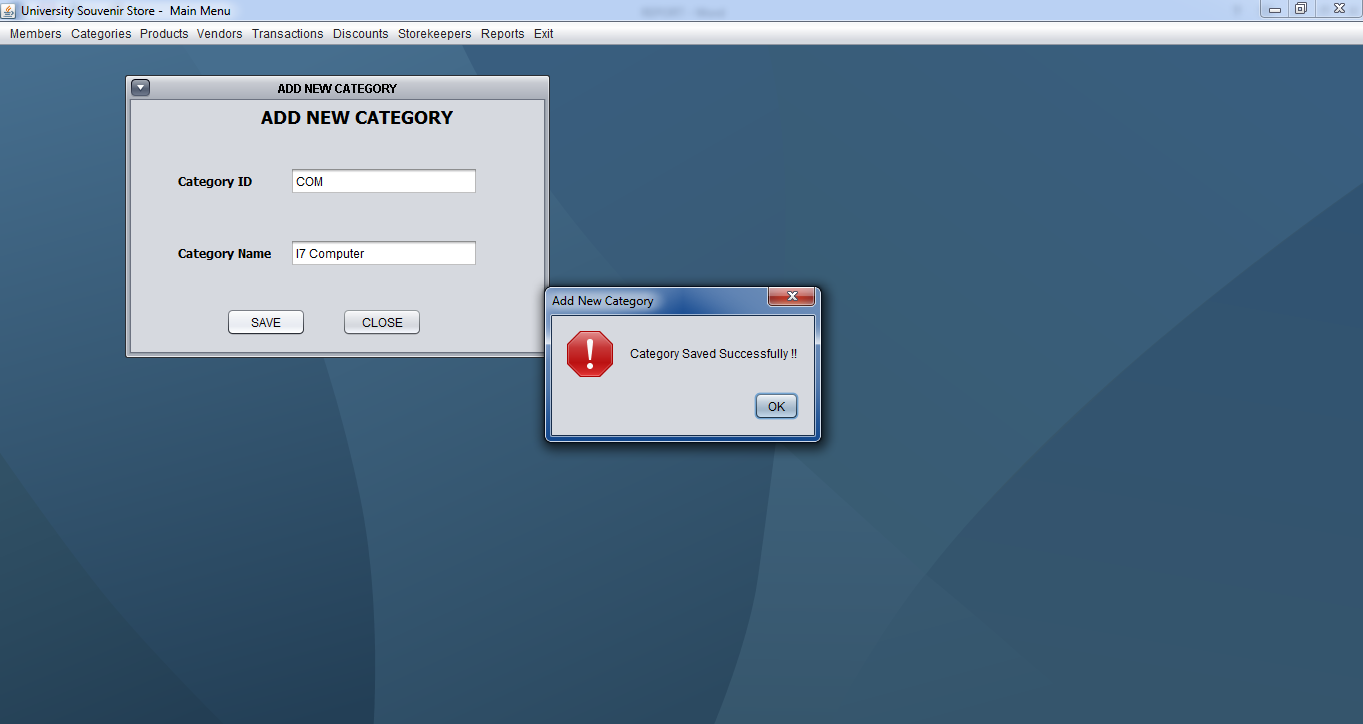 University Souvenir Store -  Main Menu
Members Categories Products Vendors Transactions Discounts Storekeepers Reports Exit
ADD NEW CATEGORY
ADD NEW CATEGORY
Category ID COM
Category Name I7 Computer
SAVE CLOSE
Add New Category
Category Saved Successfully !!
OK